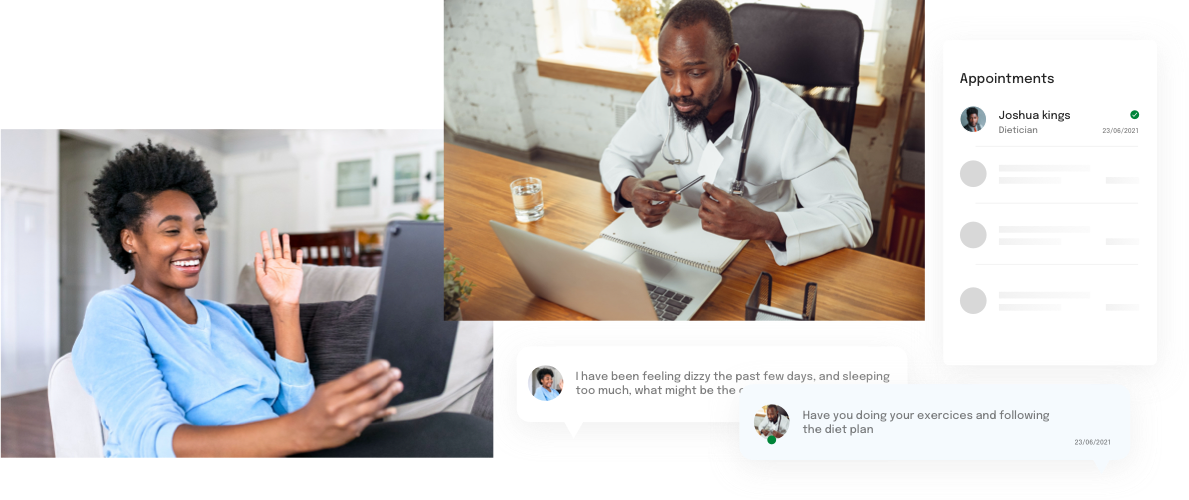 Appointments
Joshua kings
Dietician
23/06/2021
I have been feeling dizzy the past few days, and sleeping
too much, what might be the
Have you doing your exercices and following
the diet plan
23/06/2021